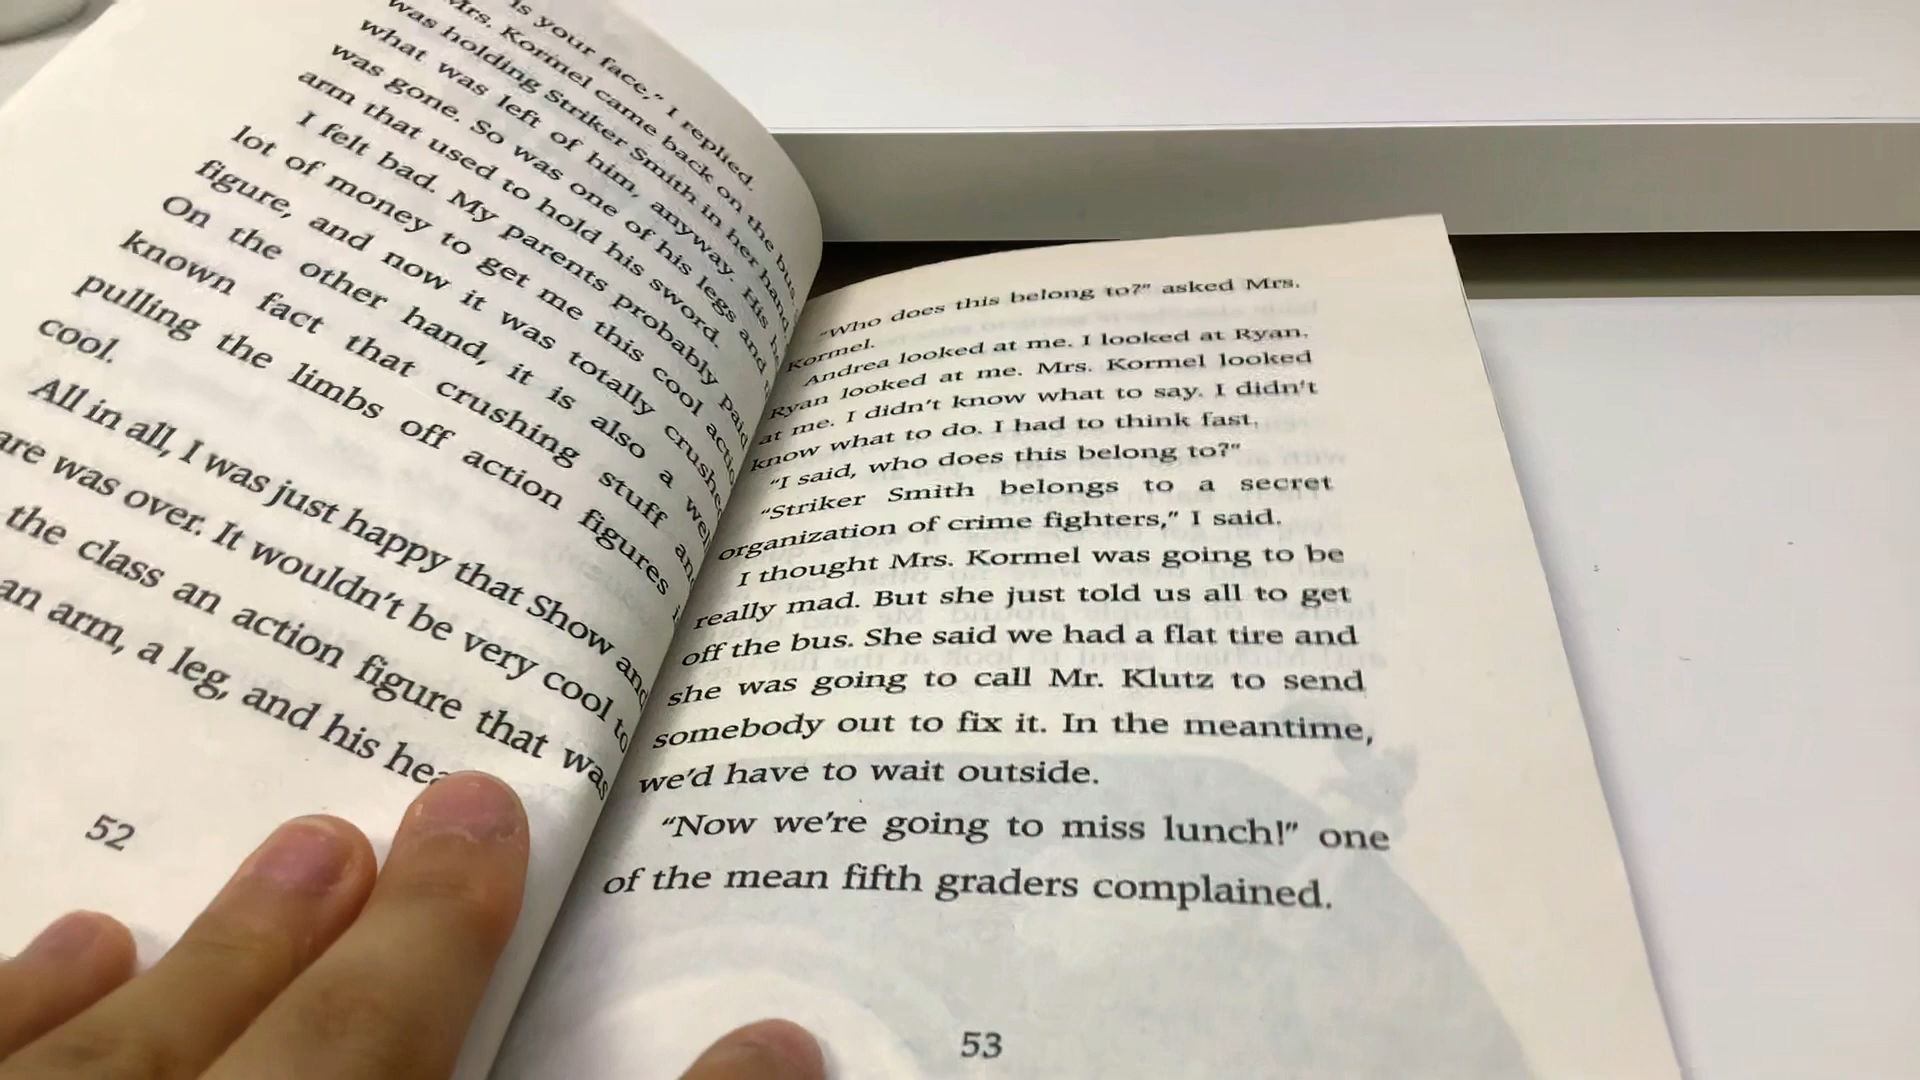 is your face," I replied.
Mrs. Kormel came back on the bus.
was holding Striker Smith in her hand
what was left of him, anyway. His
was gone. So was one of his legs and
arm that used to hold his sword.
I felt bad. My parents probably paid
lot of money to get me this cool
figure, and now it was totally
On the other hand, it is also a
known fact that crushing stuff and
pulling the limbs off action figures
cool.
All in all, I was just happy that Show and
was over. It wouldn't be very cool to
the class an action figure that was
an arm, a leg, and his
52
"Who does this belong to?" asked Mrs.
Kormel.
Andrea looked at me. I looked at Ryan.
Ryan looked at me. Mrs. Kormel looked
at me. I didn't know what to say. I didn't
know what to do. I had to think fast.
"I said, who does this belong to?"
"Striker Smith belongs to a secret
organization of crime fighters," I said.
I thought Mrs. Kormel was going to be
really mad. But she just told us all to get
off the bus. She said we had a flat tire and
she was going to call Mr. Klutz to send
somebody out to fix it. In the meantime,
we'd have to wait outside.
"Now we're going to miss lunch!" one
of the mean fifth graders complained.
53